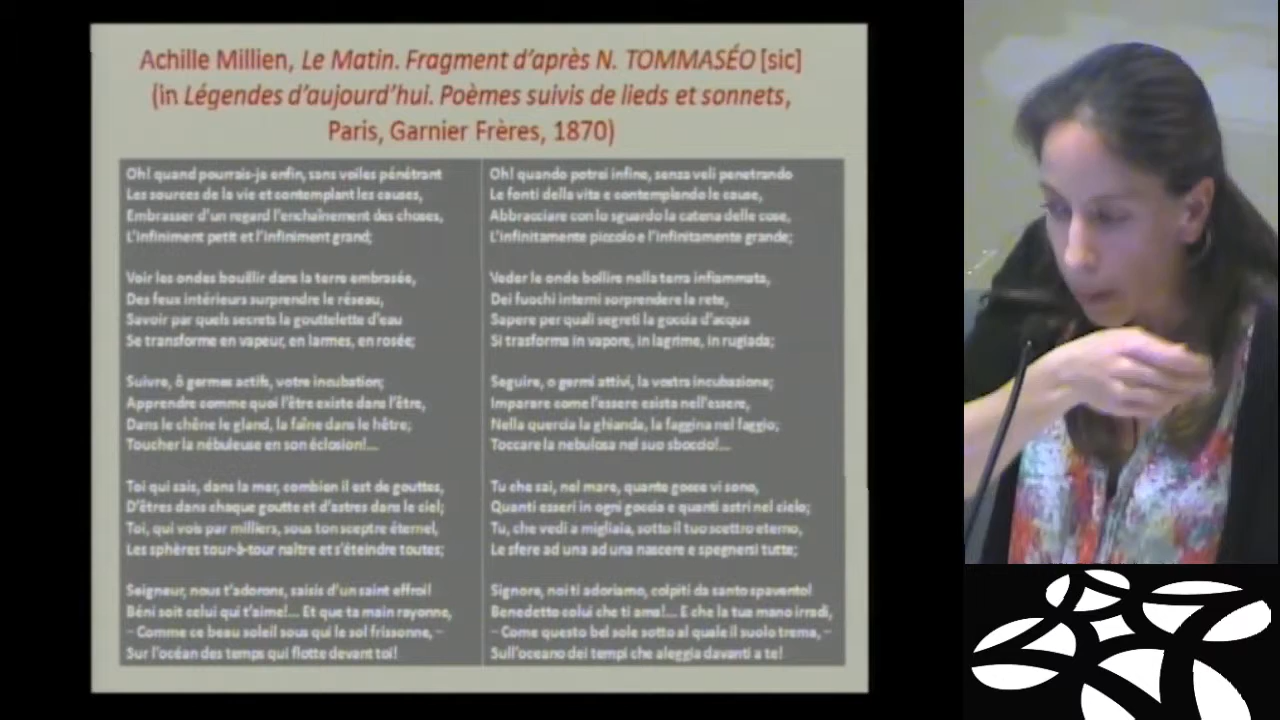 Achille Millien, Le Matin. Fragment d'après N. TOMMASÉO [sic]
(in Légendes d'aujourd'hui. Poèmes suivis de lieds et sonnets,
Paris, Garnier Frères, 1870)
Oh! quand pourrais-je enfin, sans voiles pénétrant
Les sources de la vie et contemplant les causes,
Embrasser d'un regard l'enchaînement des choses,
L'infiniment petit et l'infiniment grand;
Voir les ondes bouillir dans la terre embrasée,
Des feux intérieurs surprendre le réseau,
Savoir par quels secrets la gouttelette d'eau
Se transforme en vapeur, en larmes, en rosée;
Suivre, ô germes actifs, votre incubation;
Apprendre comme quoi l'être existe dans l'être,
Dans le chêne le gland, la faîne dans le hêtre;
Toucher la nébuleuse en son éclosion!...
Toi qui sais, dans la mer, combien il est de gouttes,
D'êtres dans chaque goutte et d'astres dans le ciel;
Toi, qui vois par milliers, sous ton sceptre éternel,
Les sphères tour-à-tour naître et s'éteindre toutes;
Seigneur, nous t'adorons, saisis d'un saint effroi!
Béni soit celui qui t'aime!... Et que ta main rayonne,
– Comme ce beau soleil sous qui le sol frissonne, –
Sur l'océan des temps qui flotte devant toi!
Oh! quando potrei infine, senza veli penetrando
Le fonti della vita e contemplando le cause,
Abbracciare con lo sguardo la catena delle cose,
L'infinitamente piccolo e l'infinitamente grande;
Veder le onde bollire nella terra infiammata,
Dei fuochi interni sorprendere la rete,
Sapere per quali segreti la goccia d'acqua
Si trasforma in vapore, in lagrime, in rugiada;
Seguire, o germi attivi, la vostra incubazione;
Imparare come l'essere esista nell'essere,
Nella quercia la ghianda, la faggina nel faggio;
Toccare la nebulosa nel suo sboccio!...
Tu che sai, nel mare, quante gocce vi sono,
Quanti esseri in ogni goccia e quanti astri nel cielo;
Tu, che vedi a migliaia, sotto il tuo scettro eterno,
Le sfere ad una ad una nascere e spegnersi tutte;
Signore, noi ti adoriamo, colpiti da santo spavento!
Benedetto colui che ti ama!... E che la tua mano irradi,
– Come questo bel sole sotto al quale il suolo trema, –
Sull'oceano dei tempi che aleggia davanti a te!